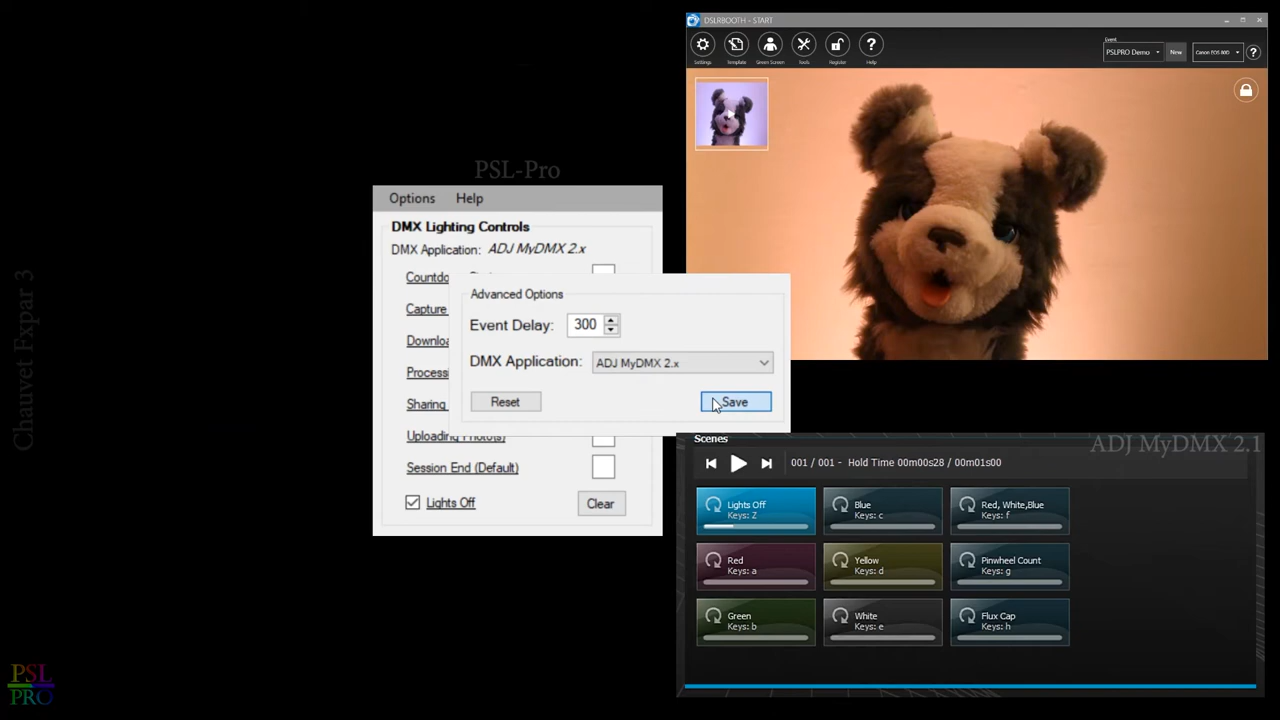 DSLRBOOTH - START
Settings
Template
Green Screen
Tools
Register
Help
Event
PSLPRO Demo
New
Canon EOS 80D
?
PSL-Pro
Options Help
DMX Lighting Controls
DMX Application: ADJ MyDMX 2.x
Countdo
Capture
Downloa
Process
Sharing
Uploading Photo(s)
Session End (Default)
Lights Off
Clear
Advanced Options
Event Delay: 300
DMX Application: ADJ MyDMX 2.x
Reset
Save
Chauvet Fxpar 3
Scenes
ADJ MyDMX 2.1
001 / 001 - Hold Time 00m00s28 / 00m01s00
Lights Off
Keys: Z
Blue
Keys: c
Red, White,Blue
Keys: f
Red
Keys: a
Yellow
Keys: d
Pinwheel Count
Keys: g
Green
Keys: b
White
Keys: e
Flux Cap
Keys: h
PSL
PRO